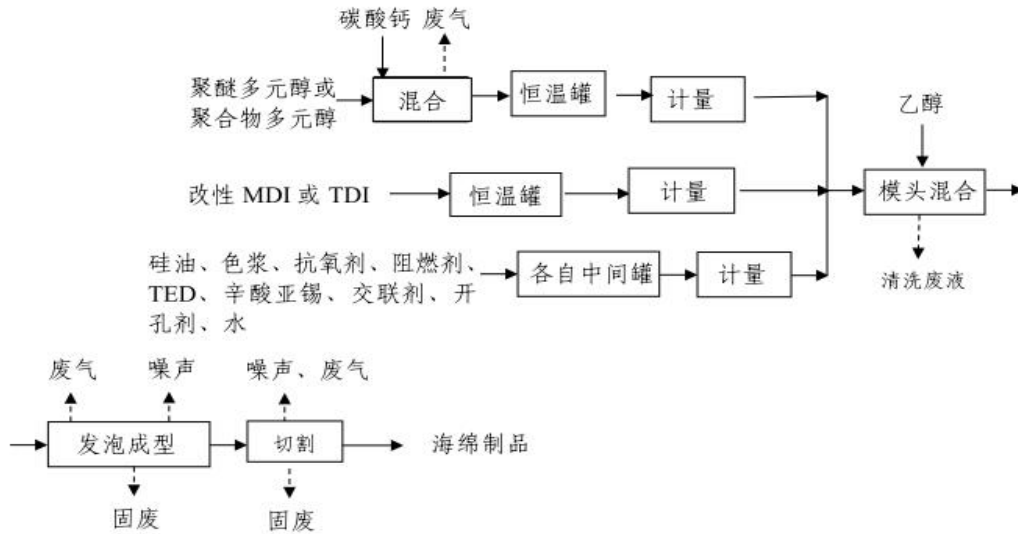 碳酸钙 废气
聚醚多元醇或
聚合物多元醇
混合
恒温罐
计量
乙醇
改性 MDI 或 TDI
恒温罐
计量
模头混合
硅油、色浆、抗氧剂、阻燃剂、
TED、辛酸亚锡、交联剂、开
孔剂、水
各自中间罐
计量
清洗废液
废气
噪声
噪声、废气
发泡成型
切割
海绵制品
固废
固废